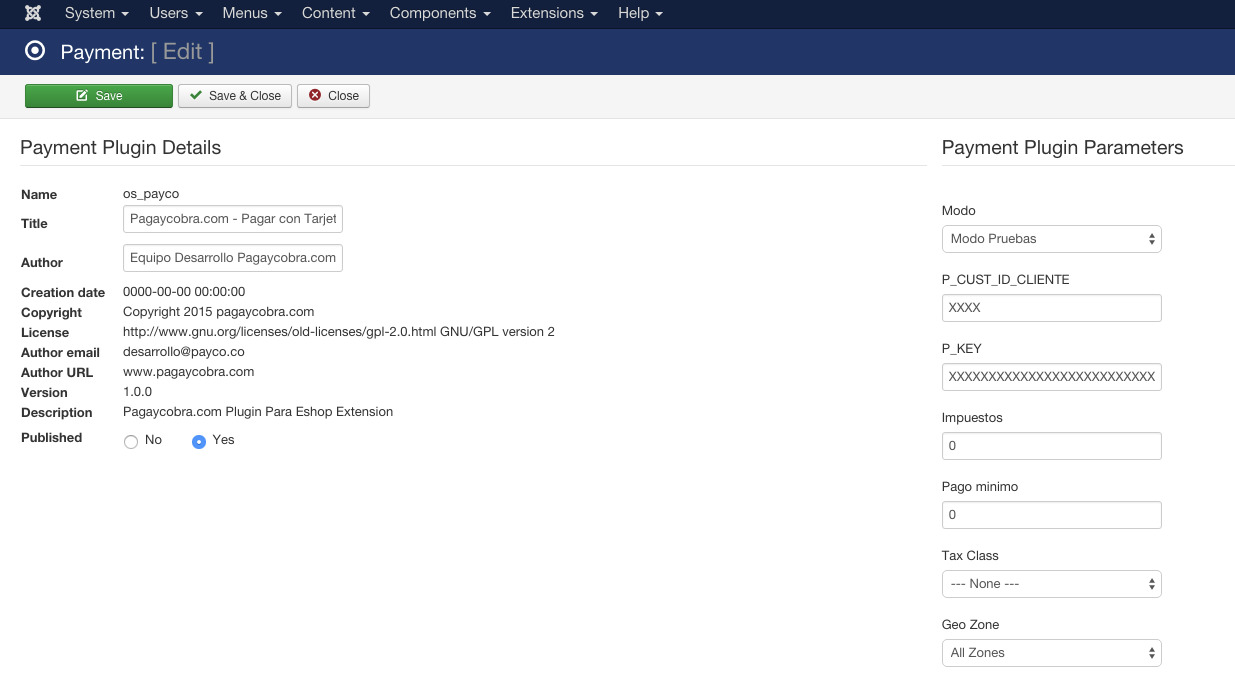 System Users Menus Content Components Extensions Help
Payment: [ Edit ]
Save Save & Close Close
Payment Plugin Details
Name os_payco
Title Pagaycobra.com - Pagar con Tarjet
Author Equipo Desarrollo Pagaycobra.com
Creation date 0000-00-00 00:00:00
Copyright Copyright 2015 pagaycobra.com
License http://www.gnu.org/licenses/old-licenses/gpl-2.0.html GNU/GPL version 2
Author email desarrollo@payco.co
Author URL www.pagaycobra.com
Version 1.0.0
Description Pagaycobra.com Plugin Para Eshop Extension
Published No Yes
Payment Plugin Parameters
Modo
Modo Pruebas
P_CUST_ID_CLIENTE
XXXX
P_KEY
XXXXXXXXXXXXXXXXXXXXXXXXXX
Impuestos
0
Pago minimo
0
Tax Class
--- None ---
Geo Zone
All Zones